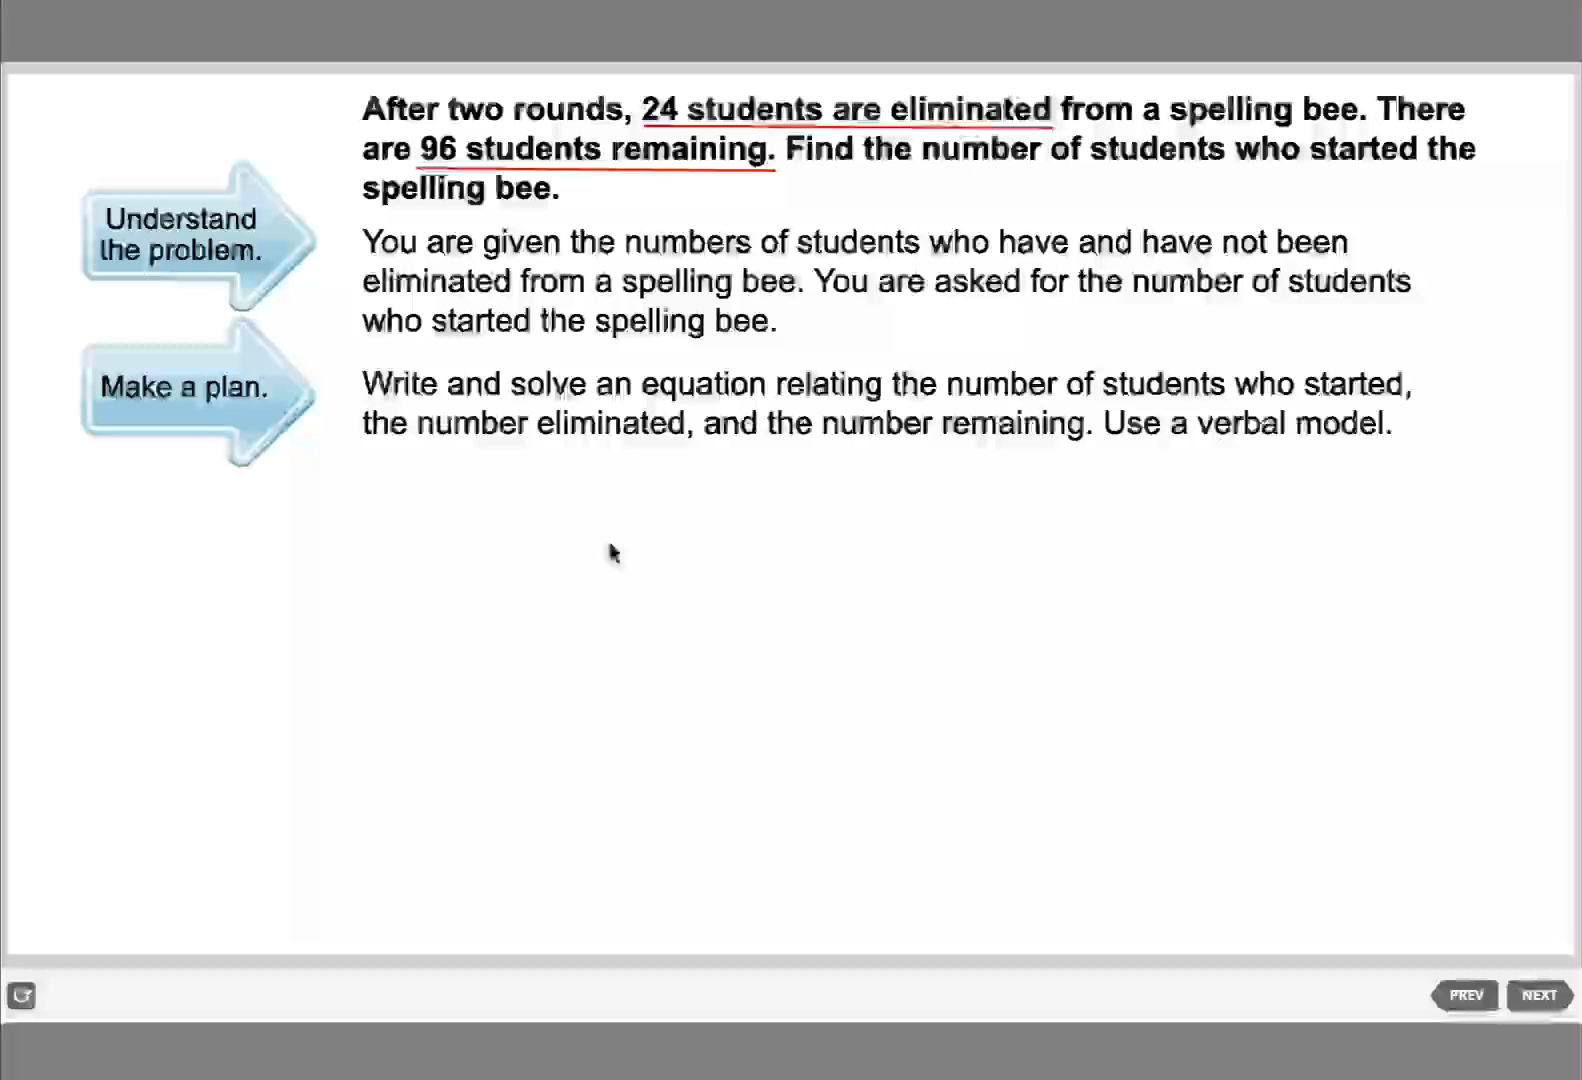 After two rounds, 24 students are eliminated from a spelling bee. There
are 96 students remaining. Find the number of students who started the
spelling bee.
Understand
the problem.
You are given the numbers of students who have and have not been
eliminated from a spelling bee. You are asked for the number of students
who started the spelling bee.
Make a plan.
Write and solve an equation relating the number of students who started,
the number eliminated, and the number remaining. Use a verbal model.
PREV
NEXT